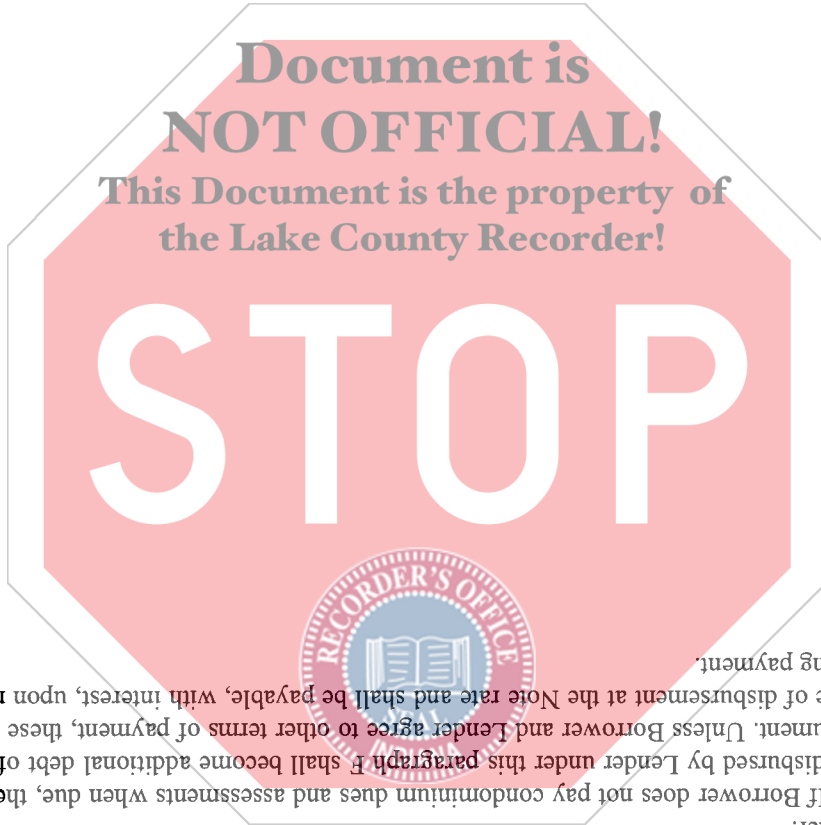 Document is
NOT OFFICIAL!
This Document is the property of
the Lake County Recorder!
STOP
RECORDER'S OFFICE
SEAL
INDIANA
If Borrower does not pay condominium dues and assessments when due,
disbursed by Lender under this paragraph F shall become additional debt of
Unless Borrower and Lender agree to other terms of payment, these
of disbursement at the Note rate and shall be payable, with interest, upon
payment.